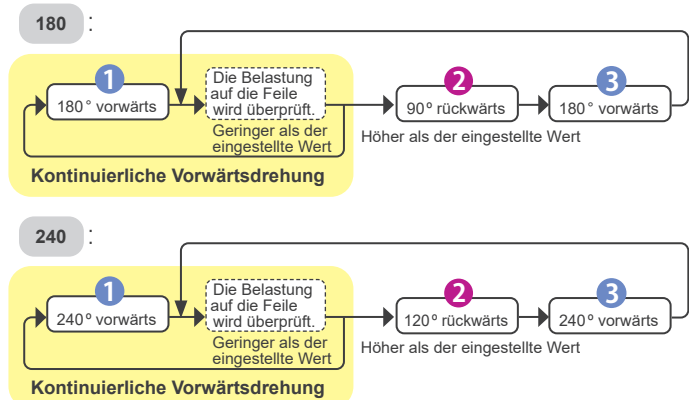 180 :
1
180° vorwärts
Die Belastung
auf die Feile
wird überprüft.
Geringer als der
eingestellte Wert
Kontinuierliche Vorwärtsdrehung
2
90° rückwärts
3
180° vorwärts
Höher als der eingestellte Wert
240 :
1
240° vorwärts
Die Belastung
auf die Feile
wird überprüft.
Geringer als der
eingestellte Wert
Kontinuierliche Vorwärtsdrehung
2
120° rückwärts
3
240° vorwärts
Höher als der eingestellte Wert